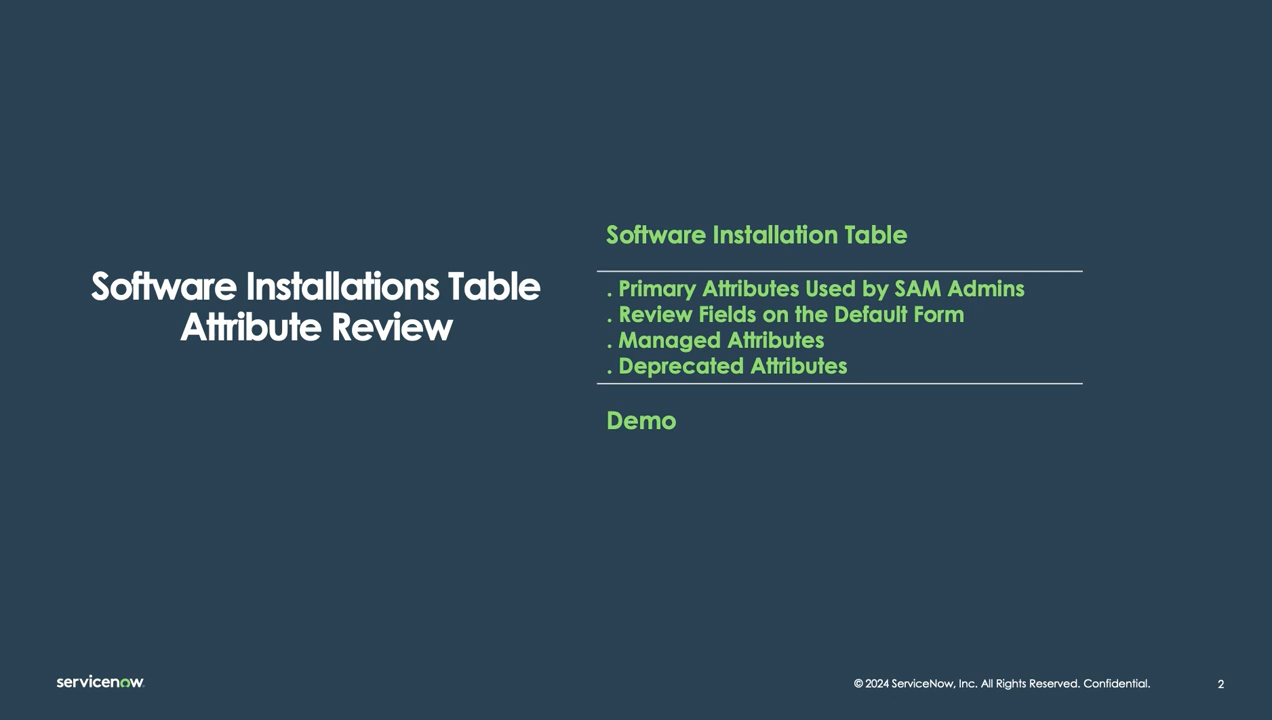 Software Installations Table
Attribute Review
Software Installation Table
. Primary Attributes Used by SAM Admins
. Review Fields on the Default Form
. Managed Attributes
. Deprecated Attributes
Demo
servicenow
© 2024 ServiceNow, Inc. All Rights Reserved. Confidential.
2